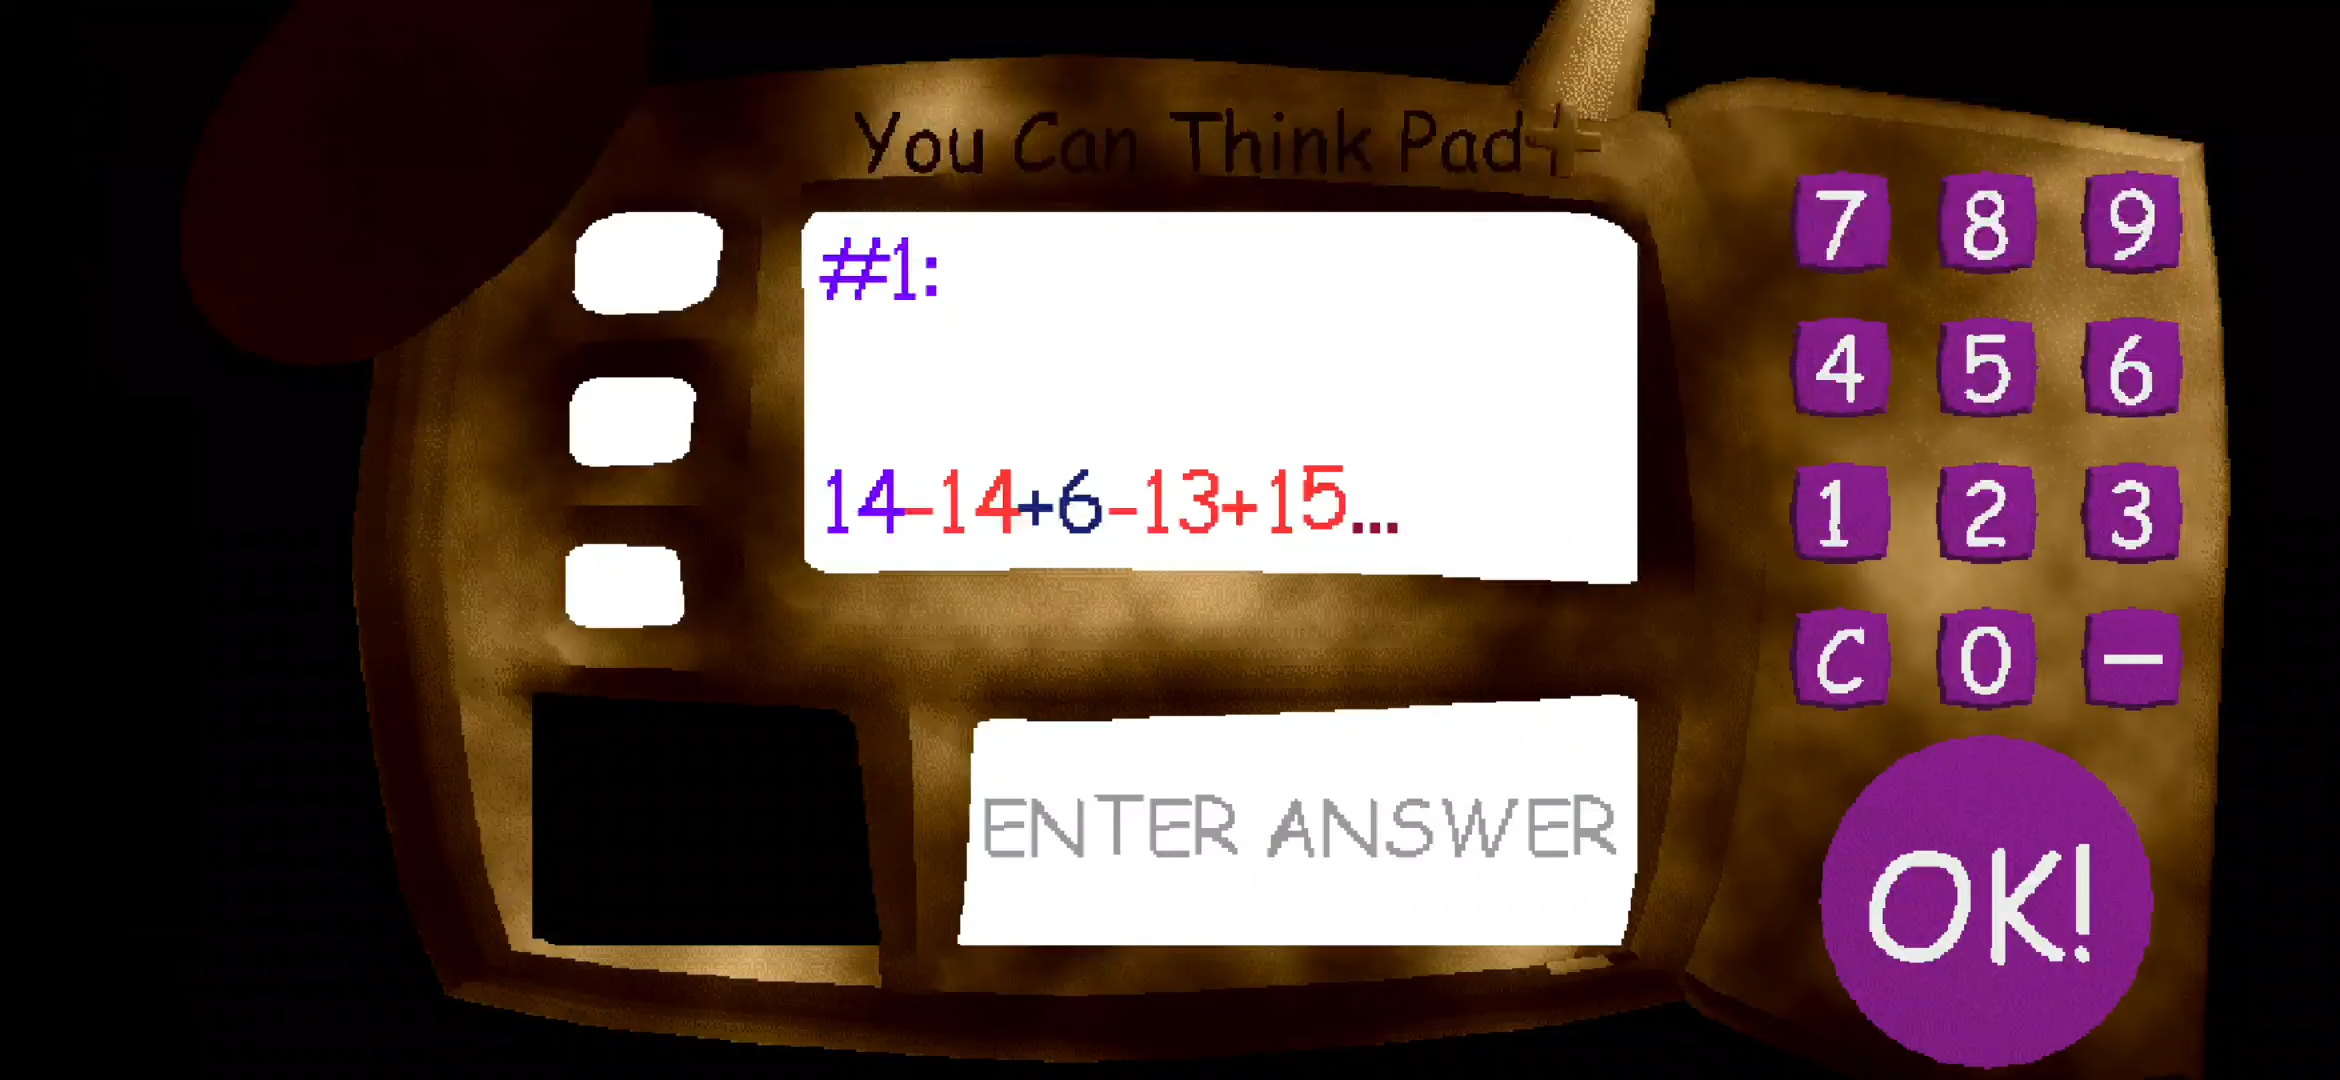 You Can Think Pad+
#1:
14-14+6-13+15...
7 8 9
4 5 6
1 2 3
C 0 -
ENTER ANSWER
OK!